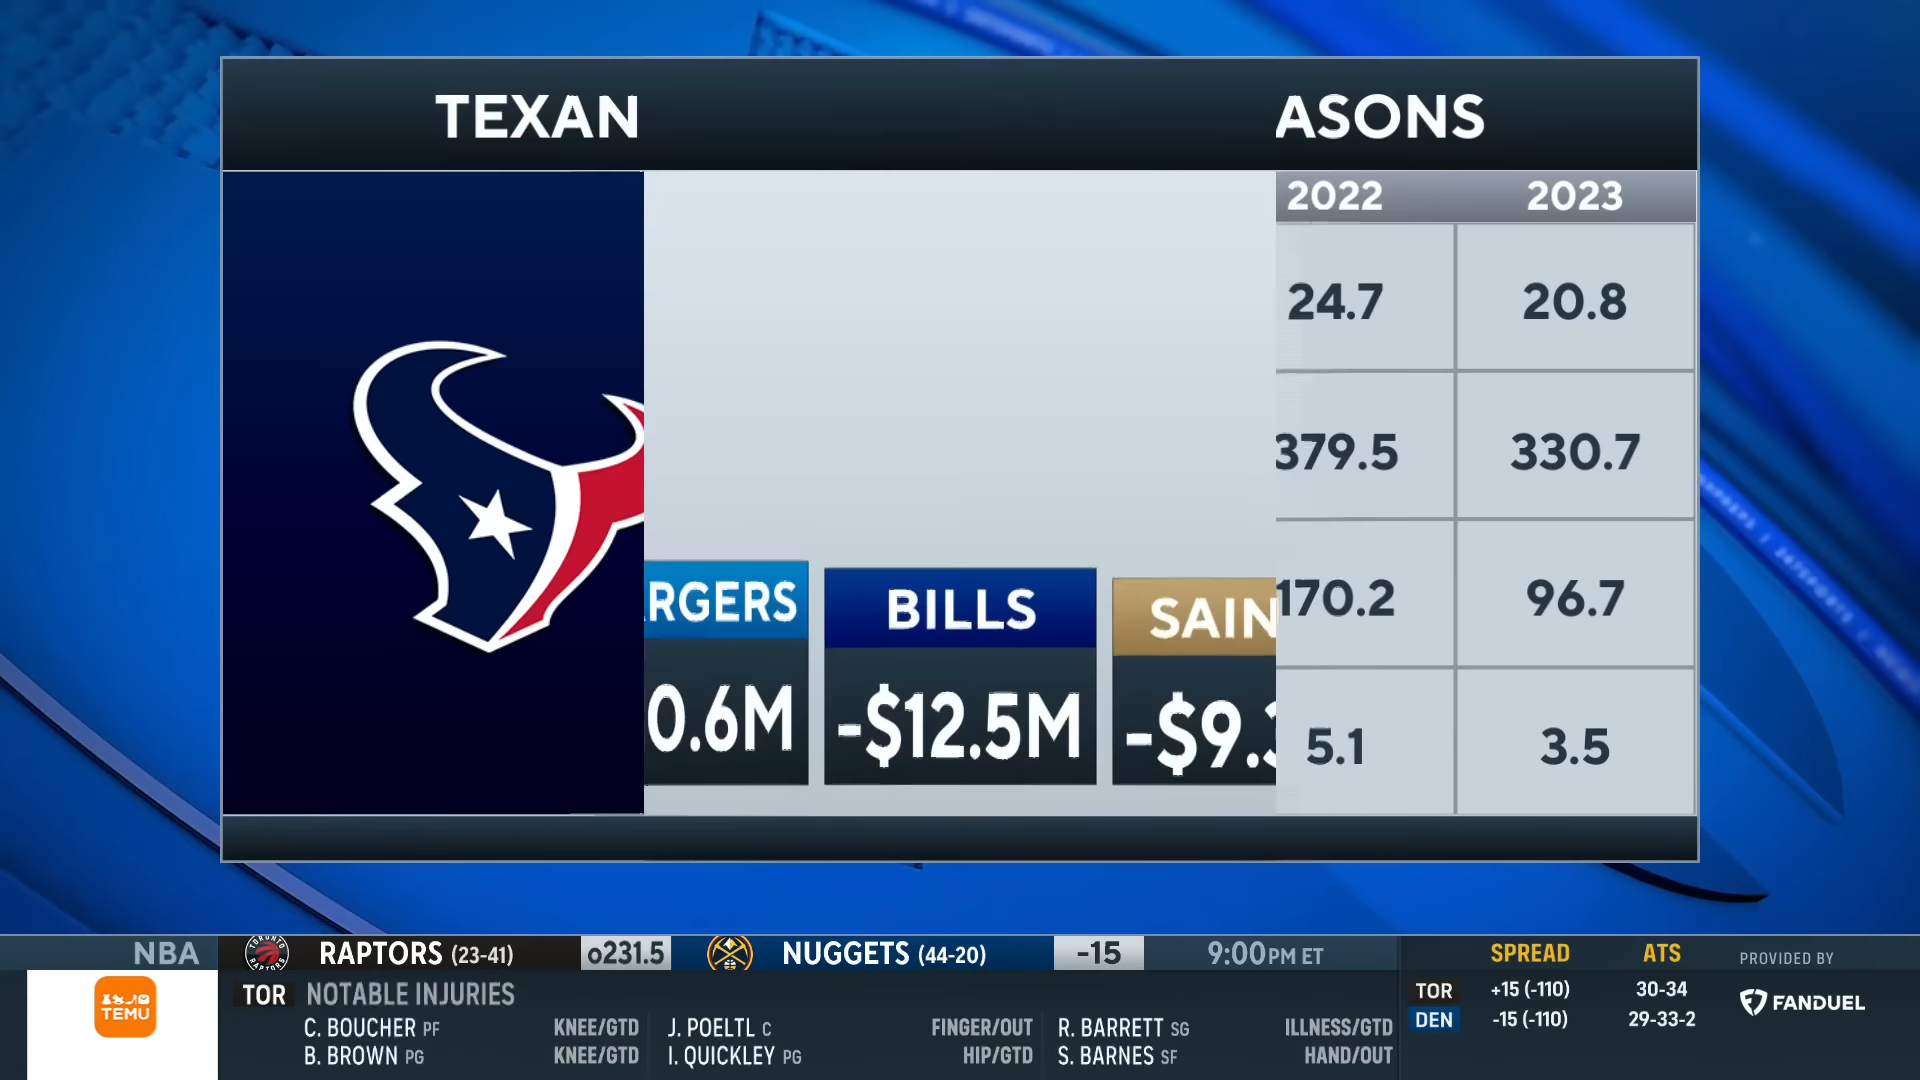 TEXAN ASONS
2022 2023
24.7 20.8
379.5 330.7
170.2 96.7
5.1 3.5
RGERS BILLS SAIN
0.6M -$12.5M -$9.3
NBA RAPTORS (23-41) o231.5 NUGGETS (44-20) -15 9:00PM ET
SPREAD ATS PROVIDED BY
TOR NOTABLE INJURIES
C. BOUCHER PF KNEE/GTD J. POELTL C FINGER/OUT R. BARRETT SG ILLNESS/GTD
B. BROWN PG KNEE/GTD I. QUICKLEY PG HIP/GTD S. BARNES SF HAND/OUT
TOR +15 (-110) 30-34
DEN -15 (-110) 29-33-2
FANDUEL
TEMU
TORONTO RAPTORS